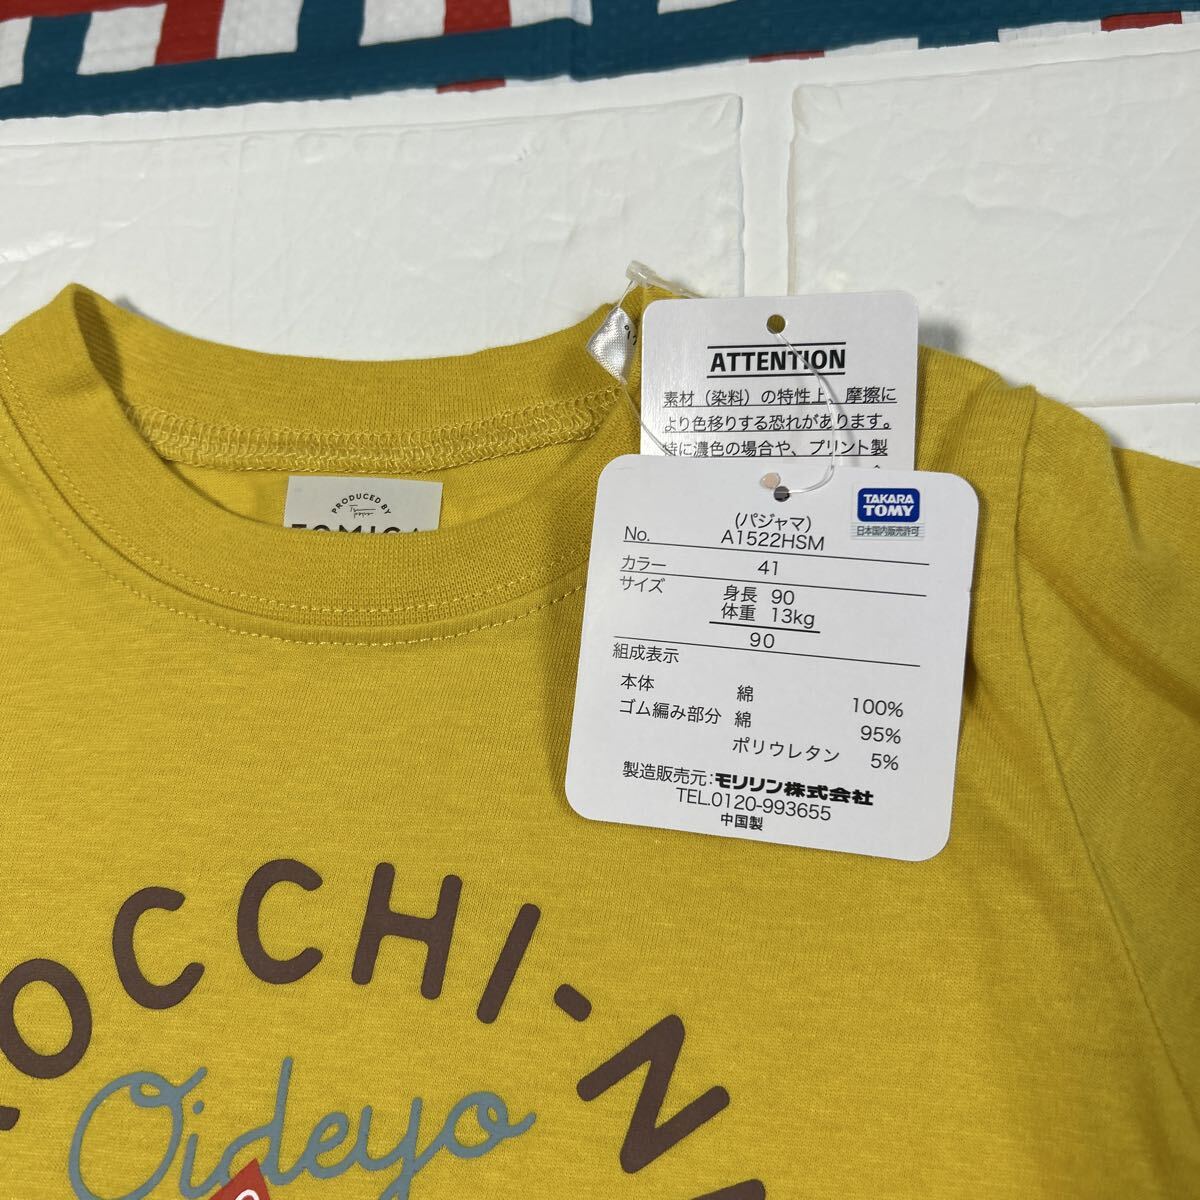 ATTENTION
素材（染料）の特性上、摩擦に
より色移りする恐れがあります。
特に濃色の場合や、プリント製
PRODUCED BY
TOMICA
TAKARA
TOMY
日本国内販売許可
(パジャマ)
No. A1522HSM
カラー 41
サイズ 身長 90
体重 13kg
90
組成表示
本体 綿 100%
ゴム編み部分 綿 95%
ポリウレタン 5%
製造販売元:モリリン株式会社
TEL.0120-993655
中国製
OCCHI-N
Oideyo